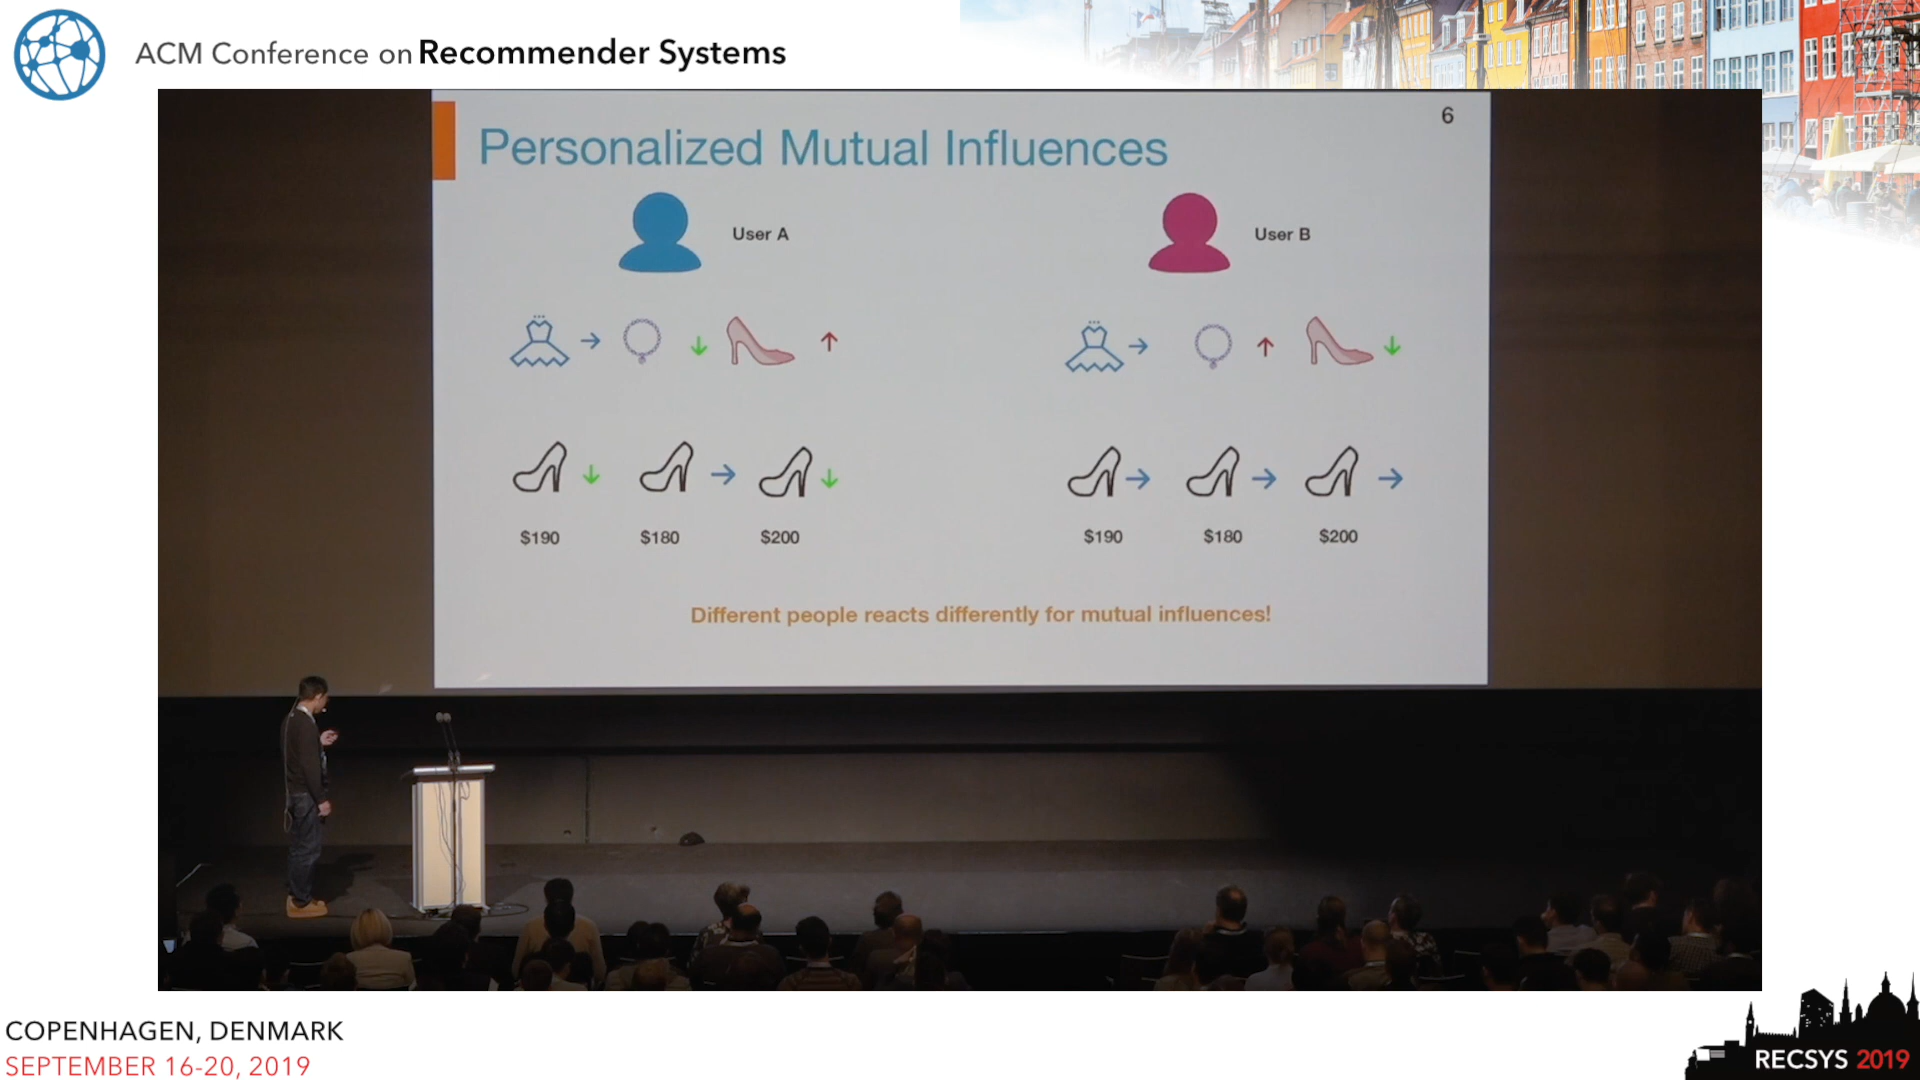 ACM Conference on Recommender Systems
6
Personalized Mutual Influences
User A
User B
$190 $180 $200
$190 $180 $200
Different people reacts differently for mutual influences!
COPENHAGEN, DENMARK
SEPTEMBER 16-20, 2019
RECSYS 2019